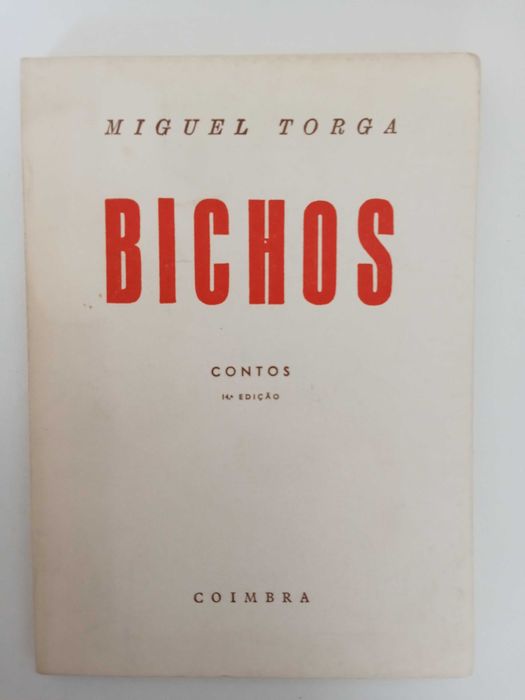 MIGUEL TORGA
BICHOS
CONTOS
14.ª EDIÇÃO
COIMBRA